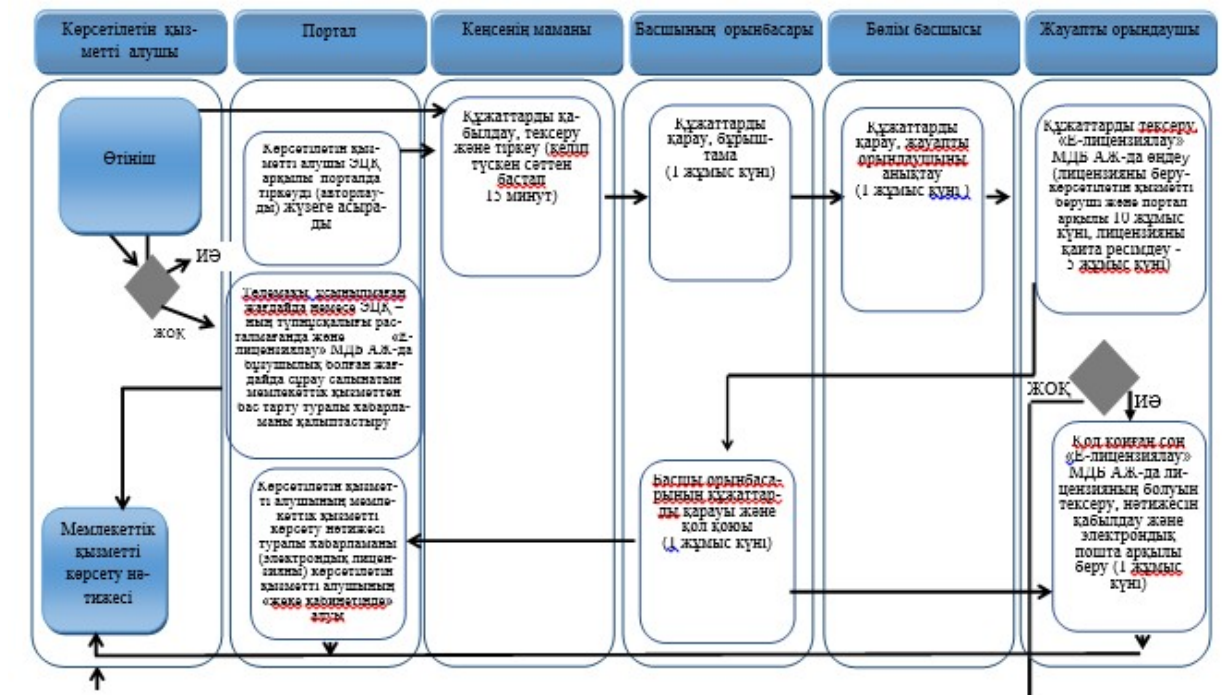 Көрсетілетін қыз-
метті алушы
Портал
Кеңсенің маманы
Басшының орынбасары
Бөлім басшысы
Жауапты орындаушы
Өтініш
ИӘ
жоқ
Мемлекеттік
қызметті
көрсету нә-
тижесі
Көрсетілетін қыз-
метті алушы ЭЦҚ
арқылы порталда
тіркеуді (авторлау-
ды) жүзеге асыра-
ды
Төлемақы ұсынылмаған
жағдайда немесе ЭЦҚ –
ның түпнұсқалығы рас-
талмағанда және «Е-
лицензиялау» МДБ АЖ-да
бұзушылық болған жағ-
дайда сұрау салынатын
мемлекеттік қызметтен
бас тарту туралы хабарла-
маны қалыптастыру
Көрсетілетін қызмет-
ті алушының мемле-
кеттік қызметті
көрсету нәтижесі
туралы хабарламаны
(электрондық лицен-
зияны) көрсетілетін
қызметті алушының
«жеке кабинетінде»
алуы
Құжаттарды қа-
былдау, тексеру
және тіркеу (келіп
түскен сәттен
бастап
15 минут)
Құжаттарды
қарау, бұрыш-
тама
(1 жұмыс күні)
Басшы орынбаса-
рының құжаттар-
ды қарауы және
қол қоюы
(1 жұмыс күні)
Құжаттарды
қарау, жауапты
орындаушыны
анықтау
(1 жұмыс күні )
Құжаттарды тексеру,
«Е-лицензиялау»
МДБ АЖ-да өңдеу
(лицензияны беру-
көрсетілетін қызметті
беруші және портал
арқылы 10 жұмыс
күні, лицензияны
қайта ресімдеу -
5 жұмыс күні)
ЖОҚ
ИӘ
Қол қойған соң
«Е-лицензиялау»
МДБ АЖ-да ли-
цензияның болуын
тексеру, нәтижесін
қабылдау және
электрондық
пошта арқылы
беру (1 жұмыс
күні)